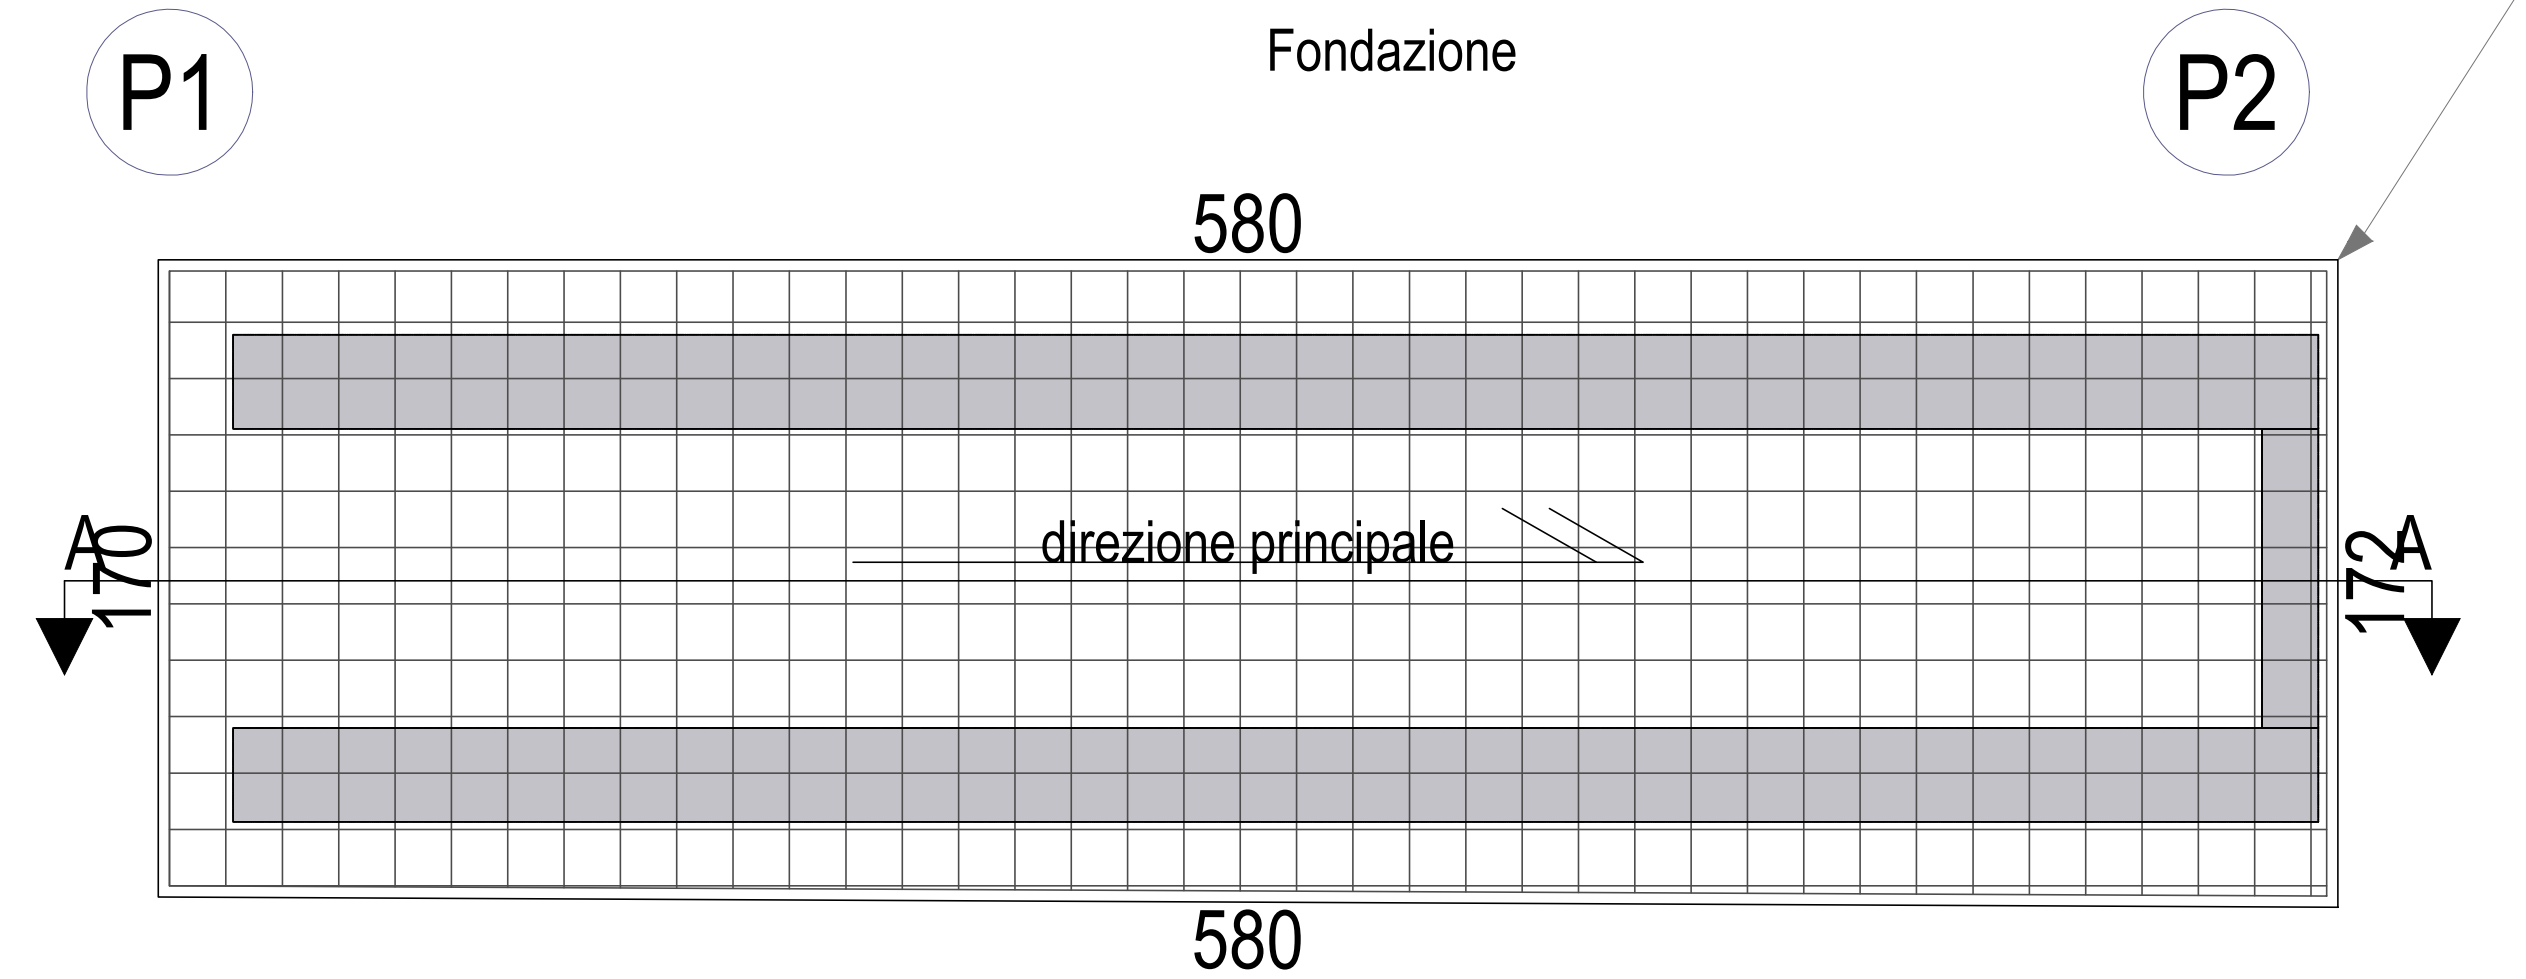 P1
Fondazione
P2
580
A
170
direzione principale
172
A
580